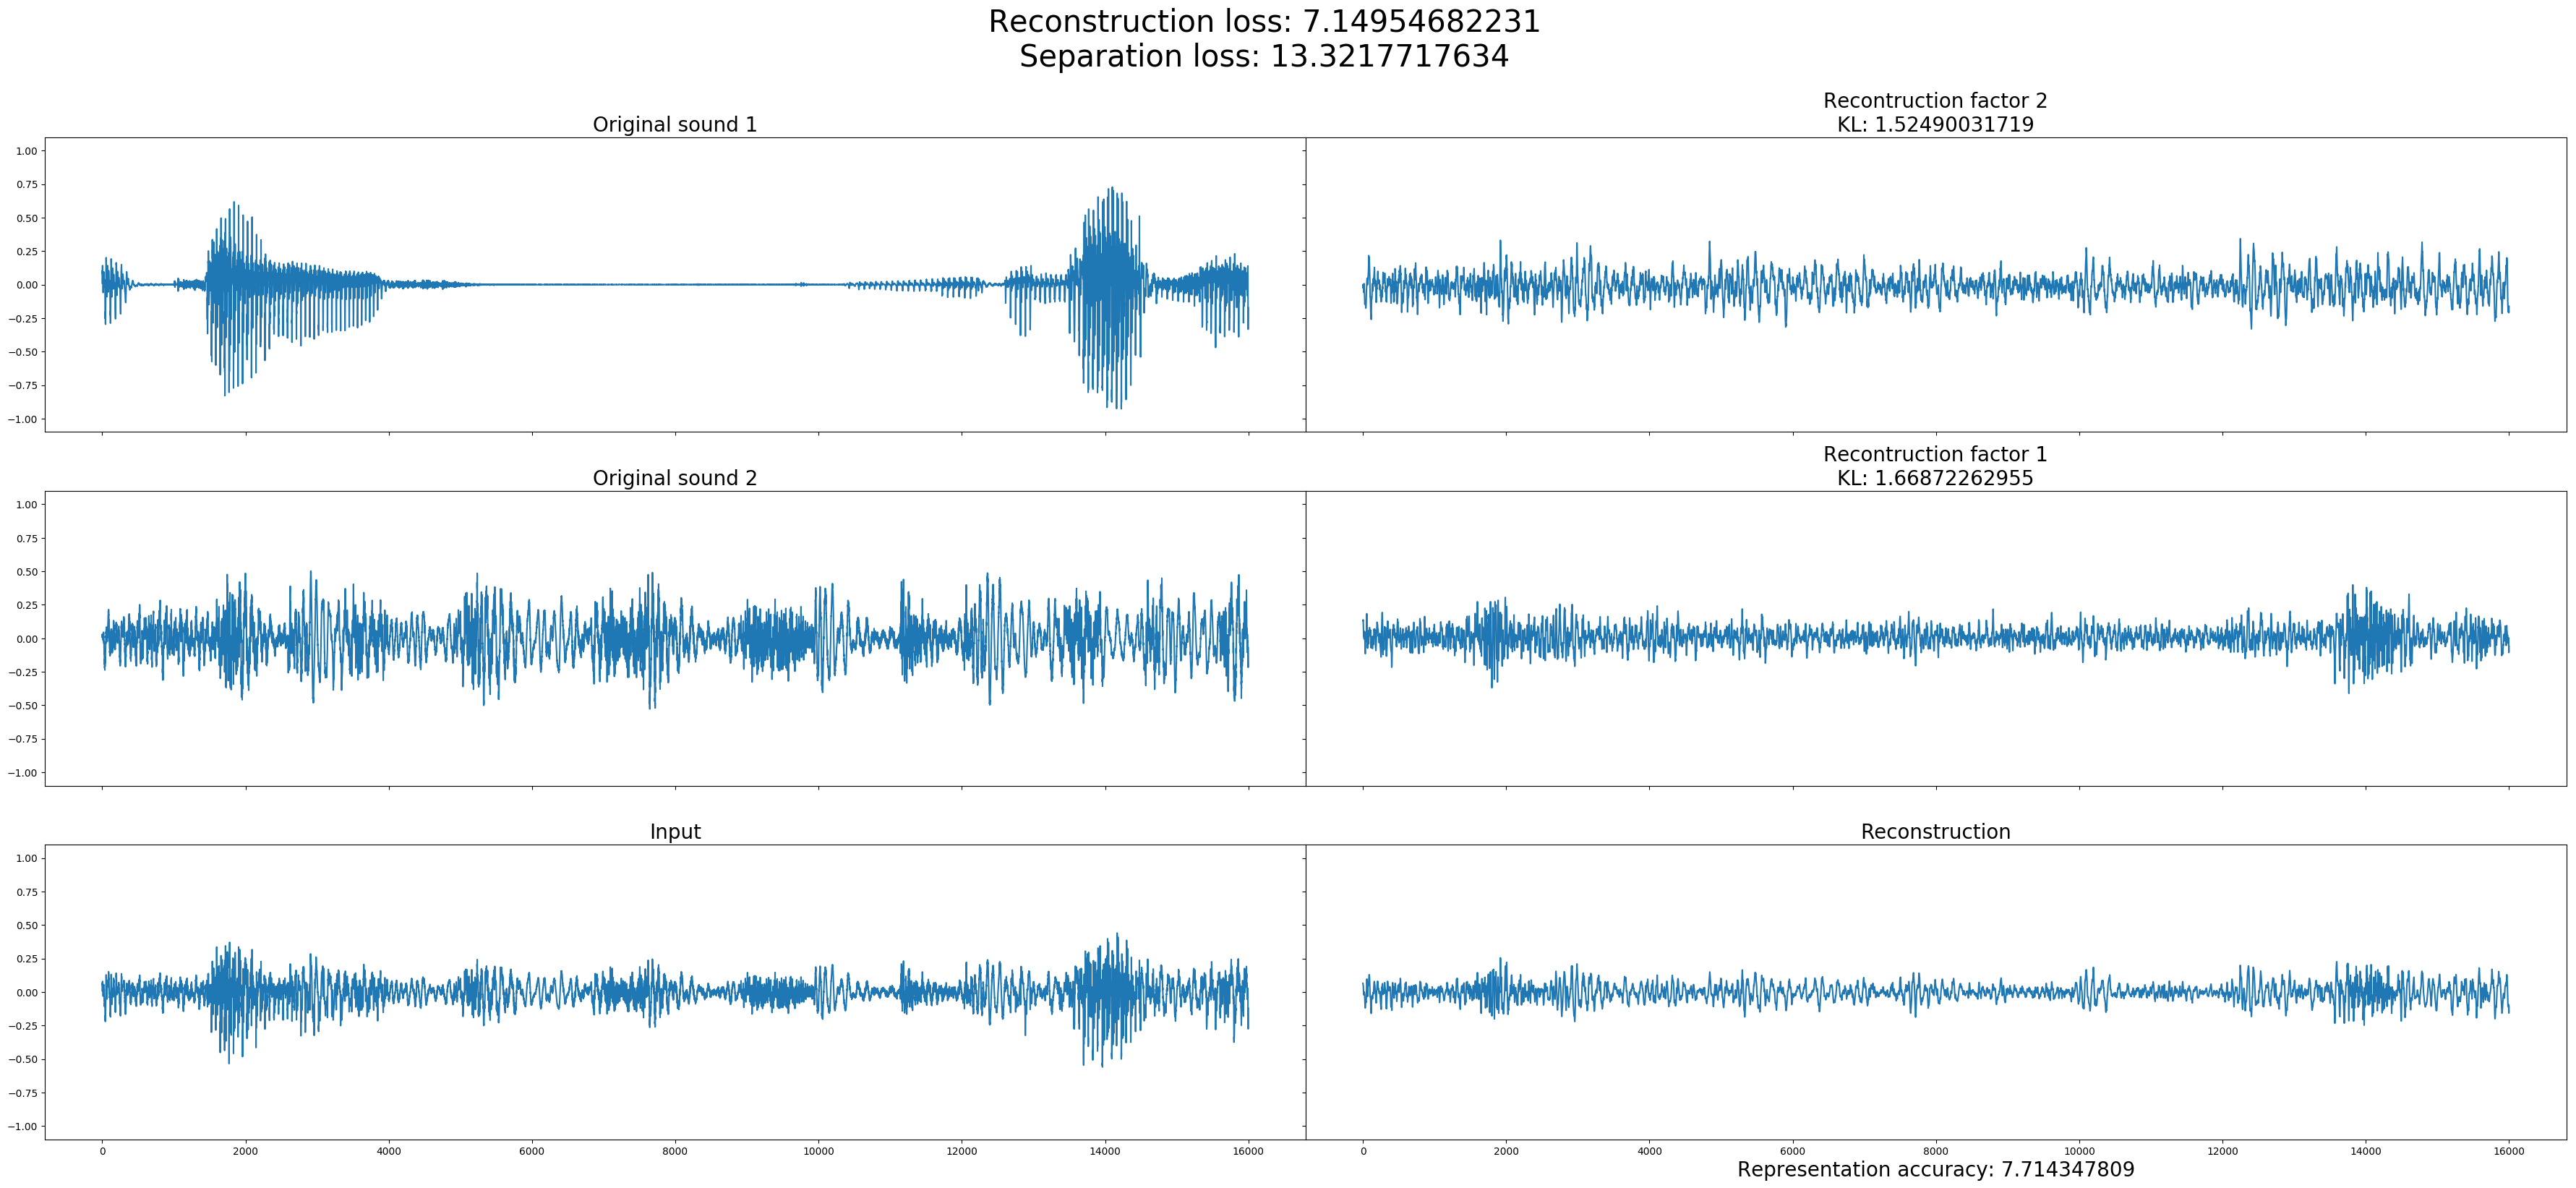 Reconstruction loss: 7.14954682231
Separation loss: 13.3217717634
Original sound 1
Recontruction factor 2
KL: 1.52490031719
1.00
0.75
0.50
0.25
0.00
−0.25
−0.50
−0.75
−1.00
Original sound 2
Recontruction factor 1
KL: 1.66872262955
1.00
0.75
0.50
0.25
0.00
−0.25
−0.50
−0.75
−1.00
Input
Reconstruction
1.00
0.75
0.50
0.25
0.00
−0.25
−0.50
−0.75
−1.00
0 2000 4000 6000 8000 10000 12000 14000 16000
0 2000 4000 6000 8000 10000 12000 14000 16000
Representation accuracy: 7.714347809